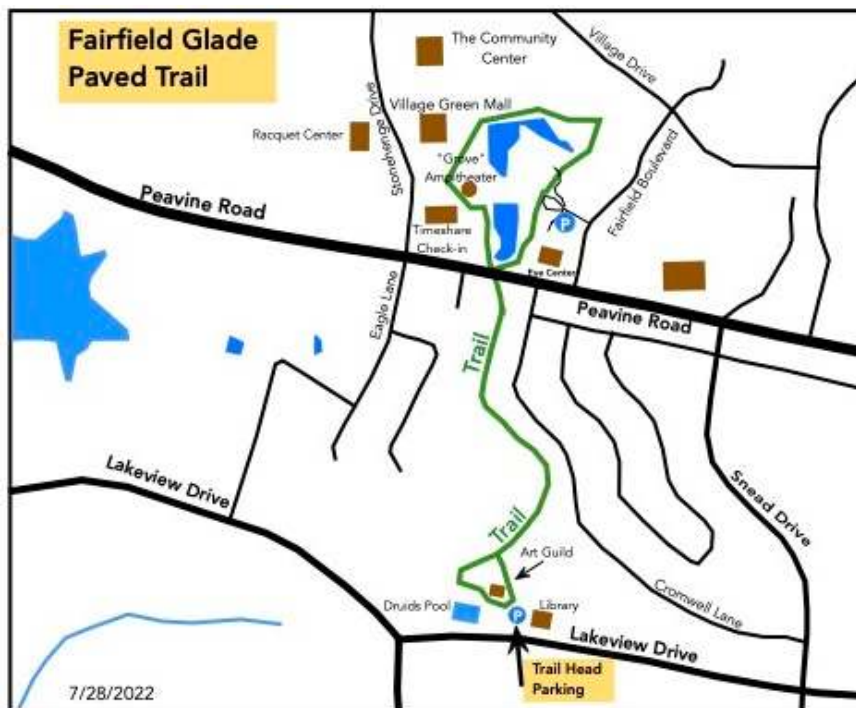 Fairfield Glade
Paved Trail
The Community
Center
Village Drive
Stonehenge Drive
Village Green Mall
Racquet Center
"Grove"
Ampitheater
Fairfield Boulevard
P
Peavine Road
Timeshare
Check-in
Eye Center
Eagle Lane
Peavine Road
Trail
Lakeview Drive
Snead Drive
Trail
Art Guild
Cromwell Lane
Druids Pool
P
Library
Lakeview Drive
Trail Head
Parking
7/28/2022